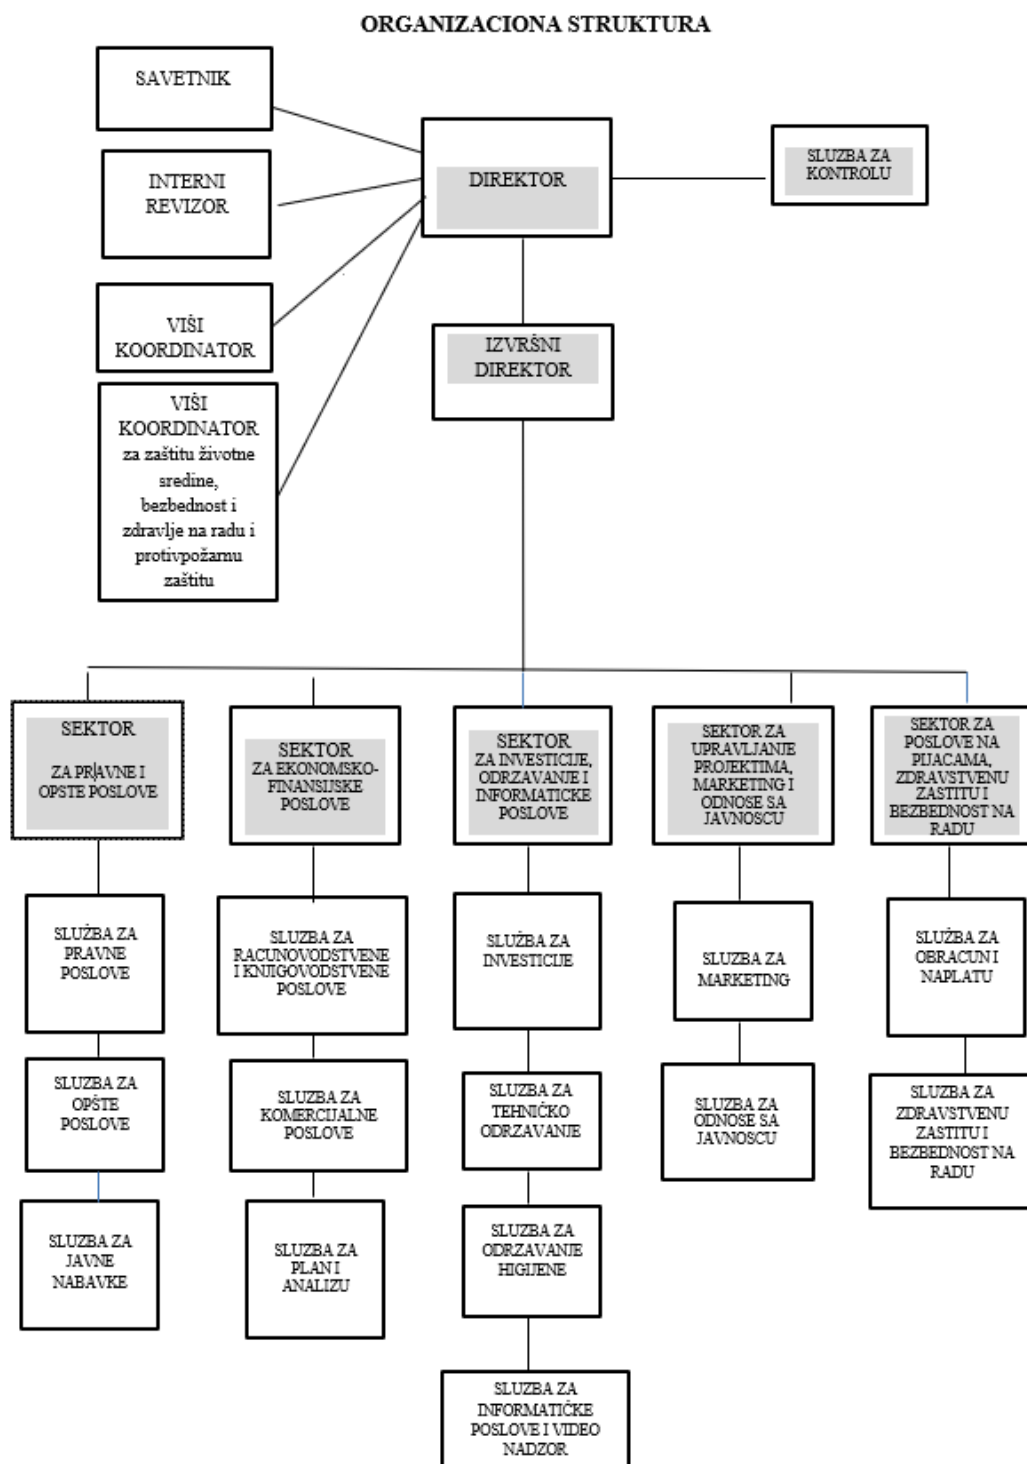 ORGANIZACIONA STRUKTURA
SAVETNIK
INTERNI
REVIZOR
VIŠI
KOORDINATOR
VIŠI
KOORDINATOR
za zaštitu životne
sredine,
bezbednost i
zdravlje na radu i
protivpožarnu
zaštitu
DIREKTOR
SLUZBA ZA
KONTROLU
IZVRŠNI
DIREKTOR
SEKTOR
ZA PRAVNE I
OPSTE POSLOVE
SEKTOR
ZA EKONOMSKO-
FINANSIJSKE
POSLOVE
SEKTOR
ZA INVESTICIJE,
ODRZAVANJE I
INFORMATICKE
POSLOVE
SEKTOR ZA
UPRAVLJANJE
PROJEKTIMA,
MARKETING I
ODNOSE SA
JAVNOSCU
SEKTOR ZA
POSLOVE NA
PIJACAMA,
ZDRAVSTVENU
ZASTITU I
BEZBEDNOST NA
RADU
SLUŽBA ZA
PRAVNE
POSLOVE
SLUZBA ZA
OPŠTE
POSLOVE
SLUZBA ZA
JAVNE
NABAVKE
SLUZBA ZA
RACUNOVODSTVENE
I KNJIGOVODSTVENE
POSLOVE
SLUZBA ZA
KOMERCIJALNE
POSLOVE
SLUZBA ZA
PLAN I
ANALIZU
SLUŽBA ZA
INVESTICIJE
SLUZBA ZA
TEHNIČKO
ODRZAVANJE
SLUZBA ZA
ODRZAVANJE
HIGIJENE
SLUZBA ZA
INFORMATIČKE
POSLOVE I VIDEO
NADZOR
SLUZBA ZA
MARKETING
SLUZBA ZA
ODNOSE SA
JAVNOSCU
SLUŽBA ZA
OBRACUN I
NAPLATU
SLUZBA ZA
ZDRAVSTVENU
ZASTITU I
BEZBEDNOST NA
RADU